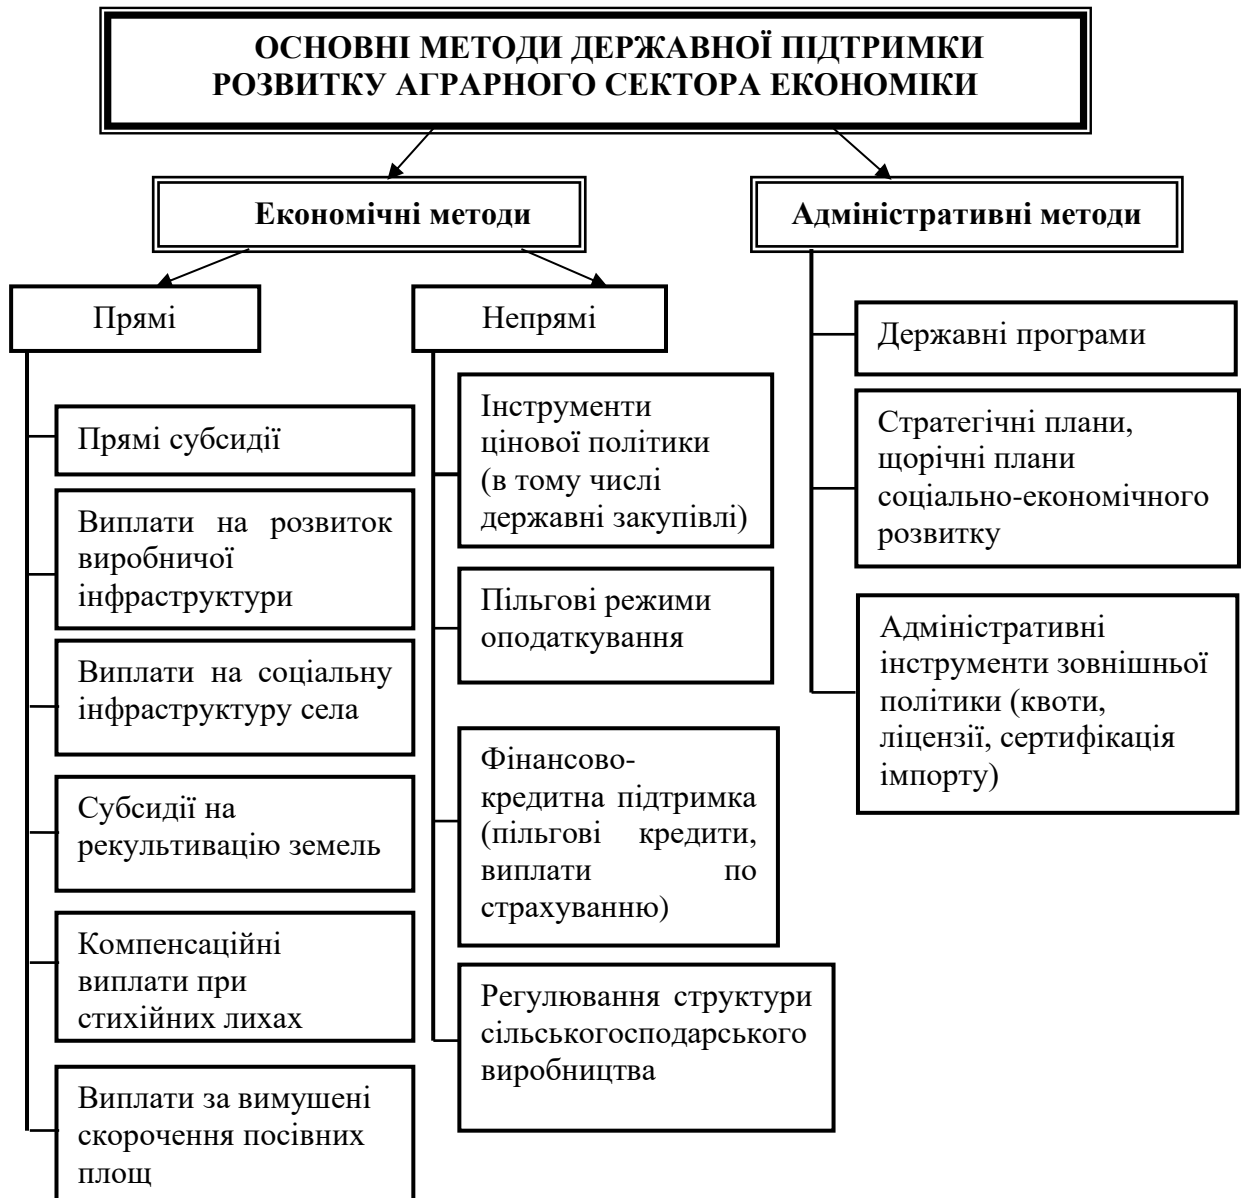 ОСНОВНІ МЕТОДИ ДЕРЖАВНОЇ ПІДТРИМКИ
РОЗВИТКУ АГРАРНОГО СЕКТОРА ЕКОНОМІКИ
Економічні методи
Адміністративні методи
Прямі
Непрямі
Прямі субсидії
Виплати на розвиток
виробничої
інфраструктури
Виплати на соціальну
інфраструктуру села
Субсидії на
рекультивацію земель
Компенсаційні
виплати при
стихійних лихах
Виплати за вимушені
скорочення посівних
площ
Інструменти
цінової політики
(в тому числі
державні закупівлі)
Пільгові режими
оподаткування
Фінансово-
кредитна підтримка
(пільгові кредити,
виплати по
страхуванню)
Регулювання структури
сільськогосподарського
виробництва
Державні програми
Стратегічні плани,
щорічні плани
соціально-економічного
розвитку
Адміністративні
інструменти зовнішньої
політики (квоти,
ліцензії, сертифікація
імпорту)